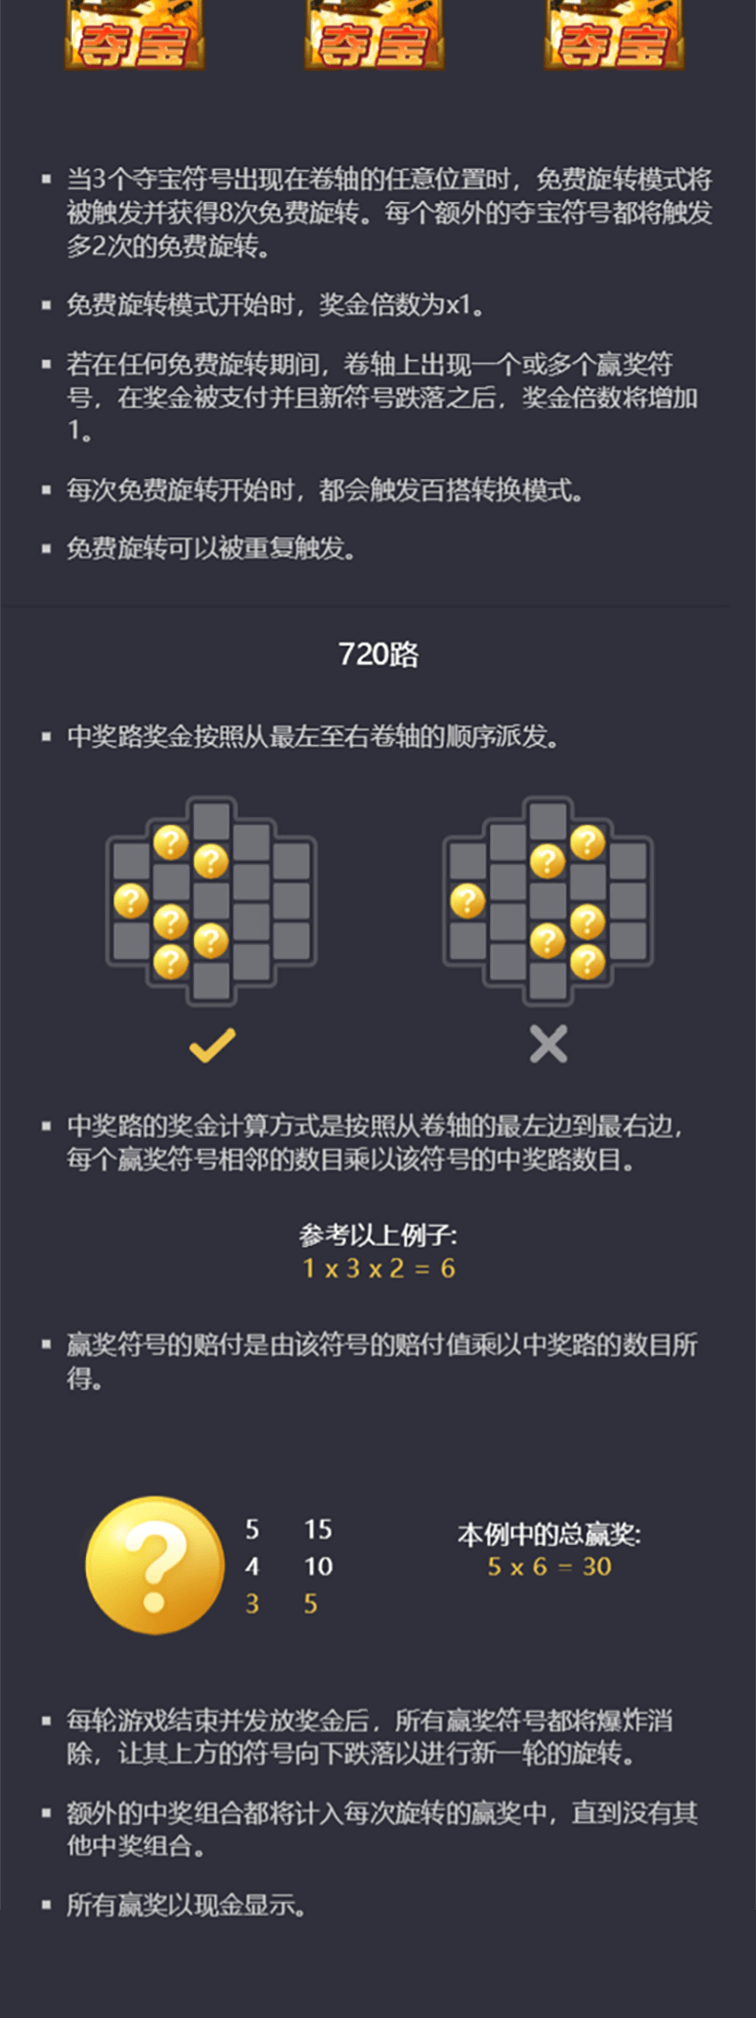 夺宝 夺宝 夺宝
▪ 当3个夺宝符号出现在卷轴的任意位置时，免费旋转模式将
被触发并获得8次免费旋转。每个额外的夺宝符号都将触发
多2次的免费旋转。
▪ 免费旋转模式开始时，奖金倍数为x1。
▪ 若在任何免费旋转期间，卷轴上出现一个或多个赢奖符
号，在奖金被支付并且新符号跌落之后，奖金倍数将增加
1。
▪ 每次免费旋转开始时，都会触发百搭转换模式。
▪ 免费旋转可以被重复触发。
720路
▪ 中奖路奖金按照从最左至右卷轴的顺序派发。
? ?
? ?
? ?
? ?
? ?
? ?
▪ 中奖路的奖金计算方式是按照从卷轴的最左边到最右边，
每个赢奖符号相邻的数目乘以该符号的中奖路数目。
参考以上例子:
1 x 3 x 2 = 6
▪ 赢奖符号的赔付是由该符号的赔付值乘以中奖路的数目所
得。
?
5 15
4 10
3 5
本例中的总赢奖:
5 x 6 = 30
▪ 每轮游戏结束并发放奖金后，所有赢奖符号都将爆炸消
除，让其上方的符号向下跌落以进行新一轮的旋转。
▪ 额外的中奖组合都将计入每次旋转的赢奖中，直到没有其
他中奖组合。
▪ 所有赢奖以现金显示。